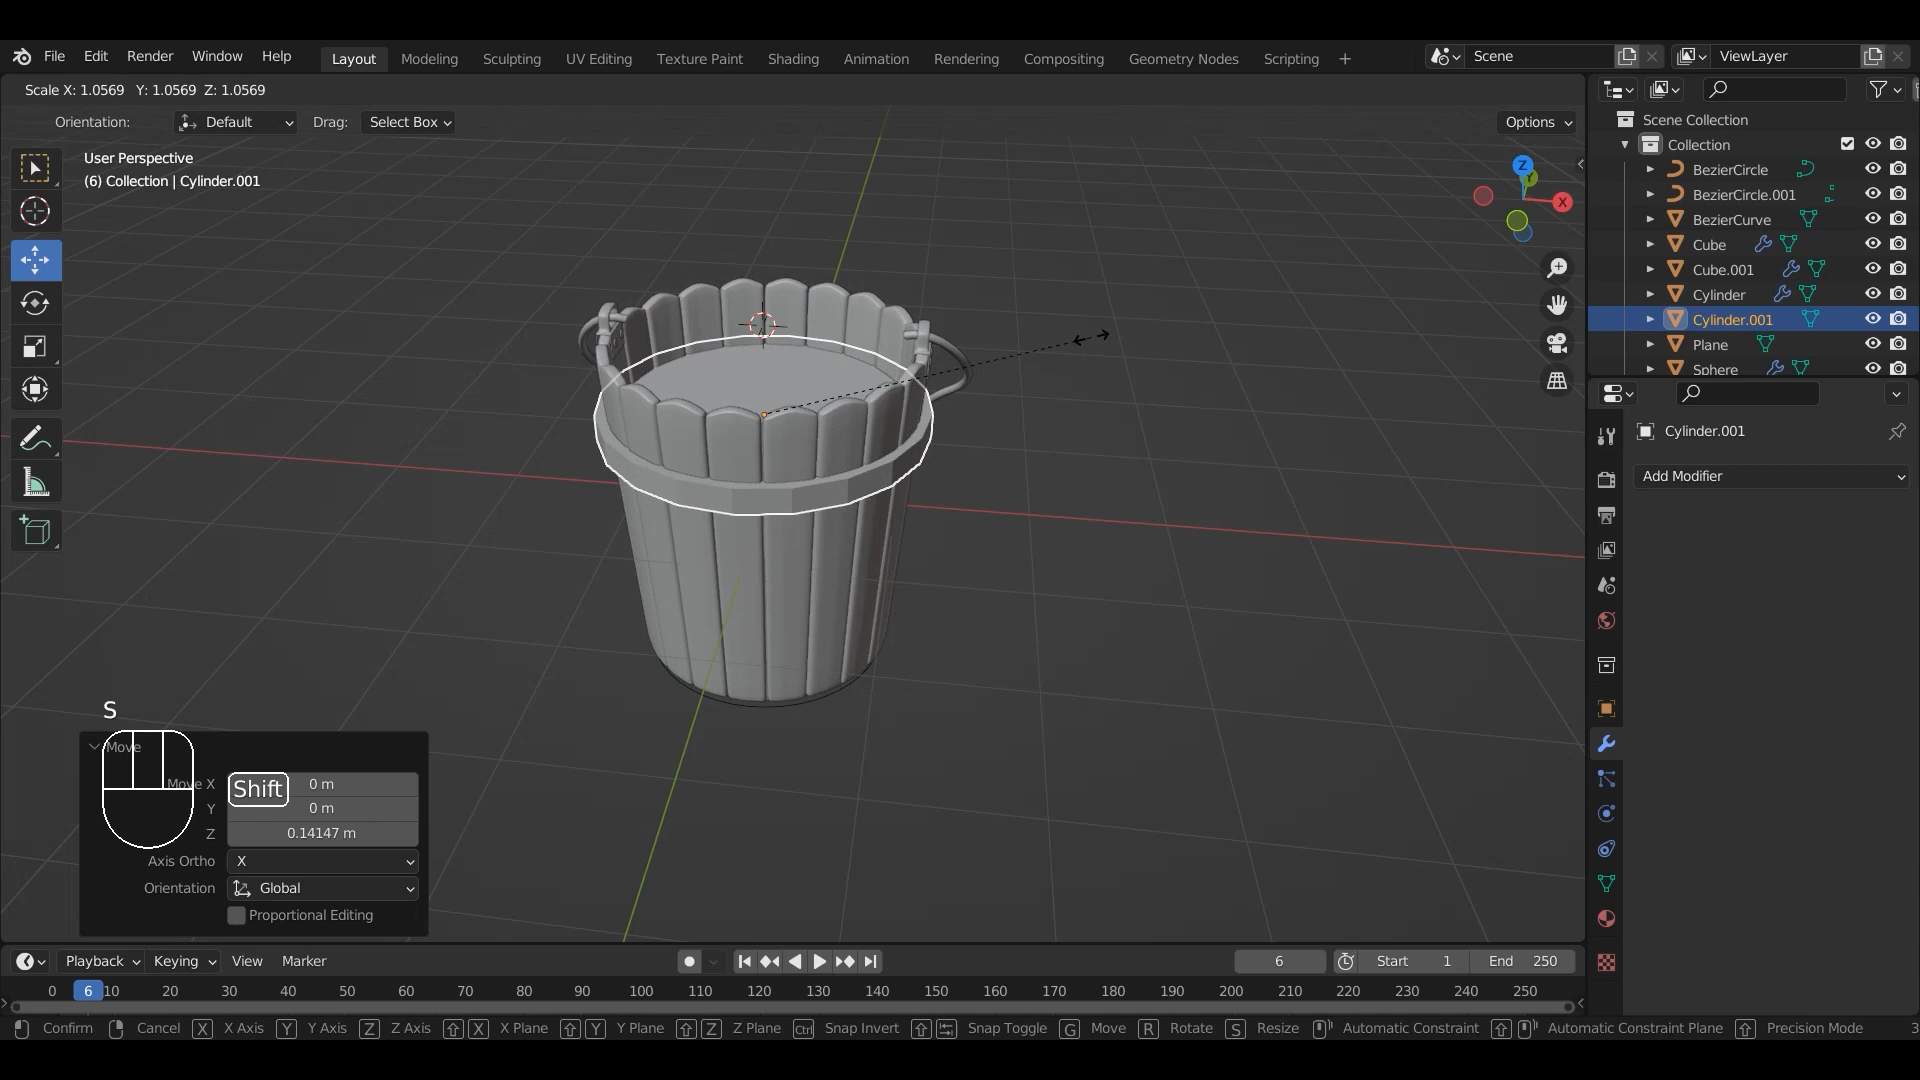 File Edit Render Window Help Layout Modeling Sculpting UV Editing Texture Paint Shading Animation Rendering Compositing Geometry Nodes Scripting + Scene ViewLayer
Scale X: 1.0569 Y: 1.0569 Z: 1.0569
Orientation: Default Drag: Select Box Options
User Perspective
(6) Collection | Cylinder.001
Z
Y
X
Scene Collection
Collection
BezierCircle
BezierCircle.001
BezierCurve
Cube
Cube.001
Cylinder
Cylinder.001
Plane
Sphere
Cylinder.001
Add Modifier
S
Move
Move X 0 m
Shift
Y 0 m
Z 0.14147 m
Axis Ortho X
Orientation Global
Proportional Editing
Playback Keying View Marker 6 Start 1 End 250
0 6 10 20 30 40 50 60 70 80 90 100 110 120 130 140 150 160 170 180 190 200 210 220 230 240 250
Confirm Cancel X X Axis Y Y Axis Z Z Axis X X Plane Y Y Plane Z Z Plane Ctrl Snap Invert Snap Toggle G Move R Rotate S Resize Automatic Constraint Automatic Constraint Plane Precision Mode 3